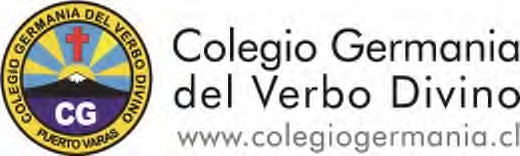 COLEGIO GERMANIA DEL VERBO DIVINO
CG
PUERTO VARAS
Colegio Germania
del Verbo Divino
www.colegiogermania.cl